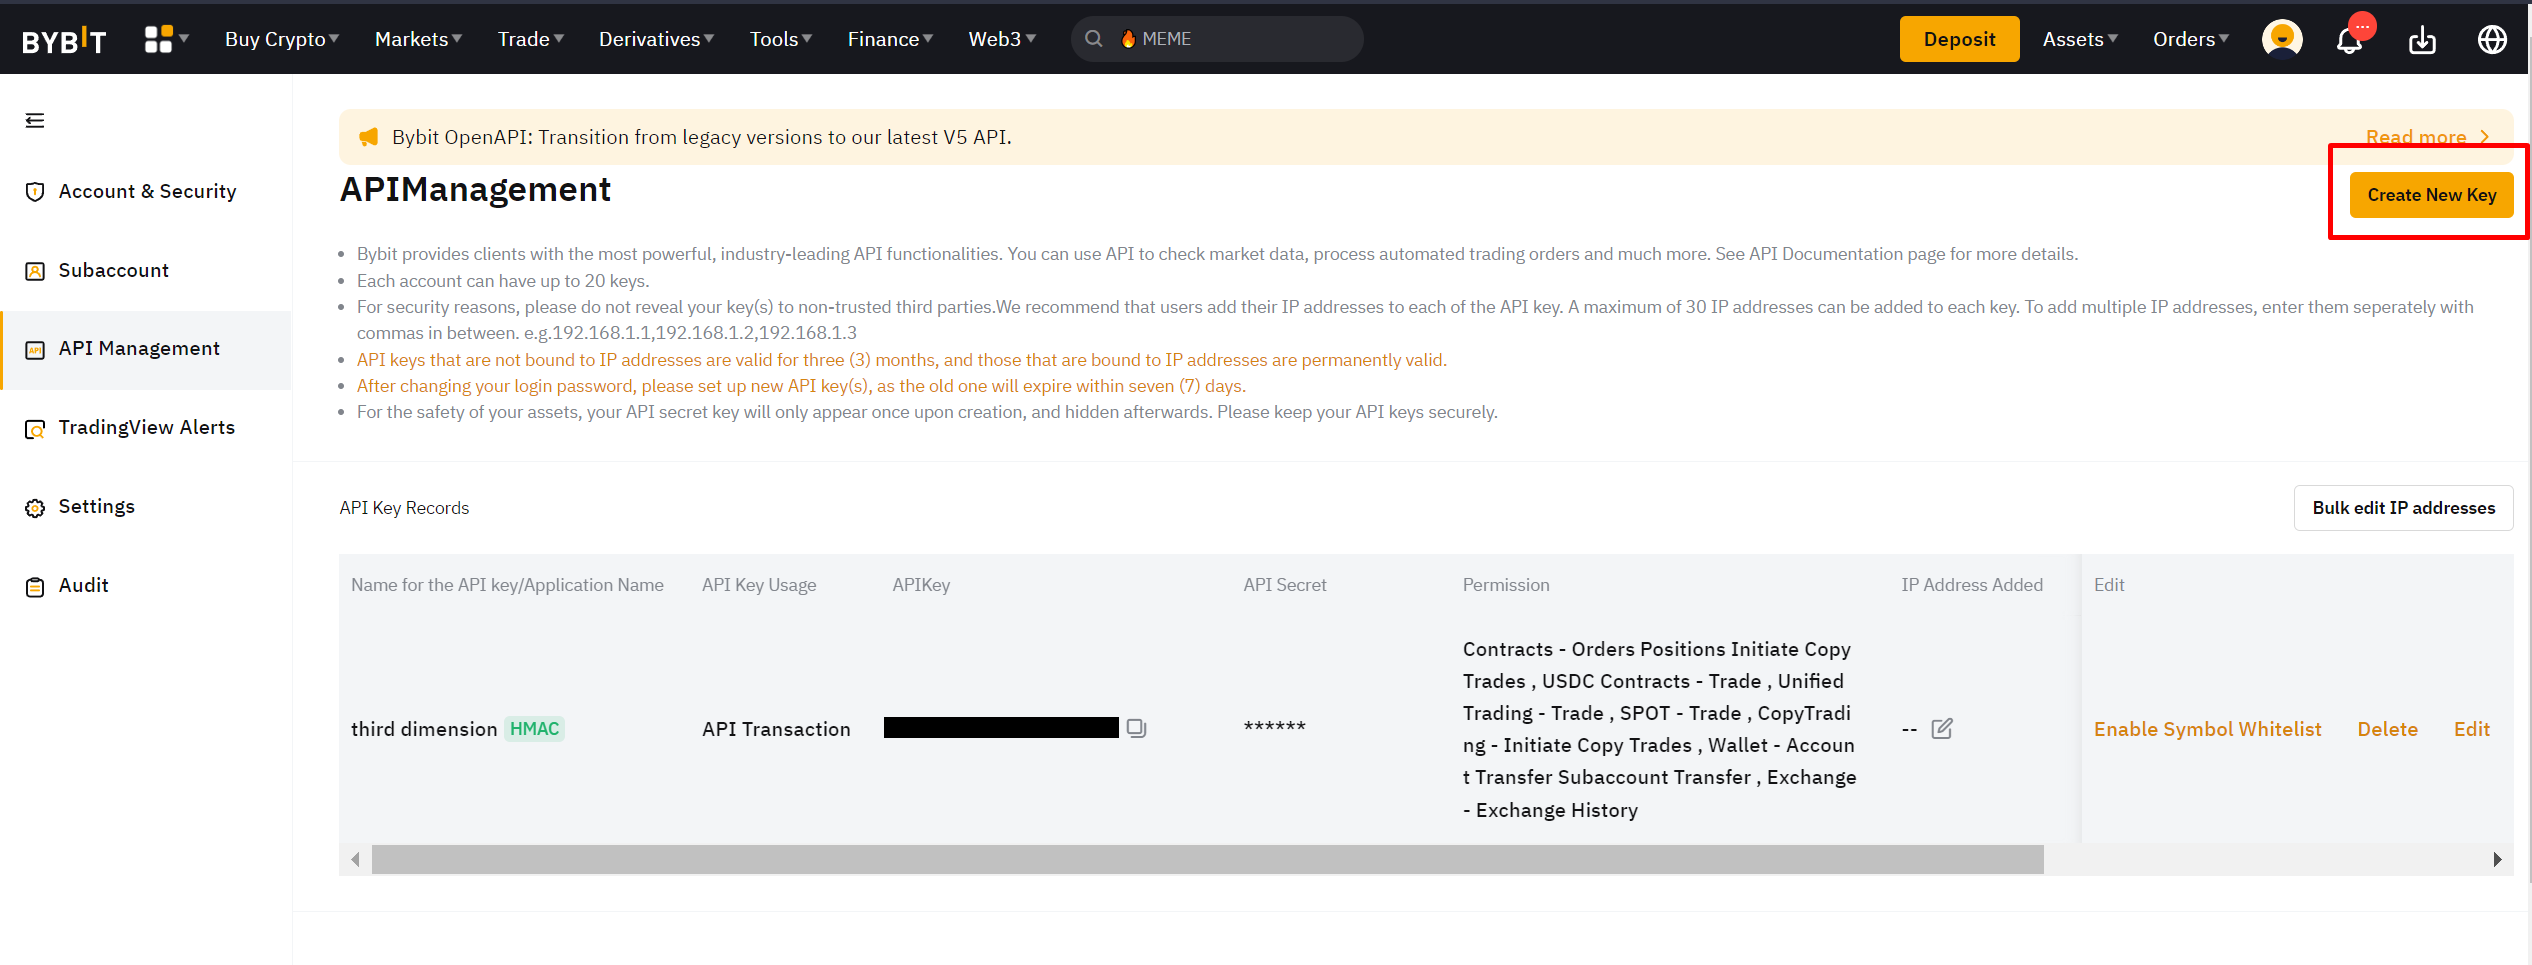 BYBIT
Buy Crypto
Markets
Trade
Derivatives
Tools
Finance
Web3
MEME
Deposit
Assets
Orders
Account & Security
Subaccount
API
API Management
TradingView Alerts
Settings
Audit
Bybit OpenAPI: Transition from legacy versions to our latest V5 API.
Read more
APIManagement
Create New Key
Bybit provides clients with the most powerful, industry-leading API functionalities. You can use API to check market data, process automated trading orders and much more. See API Documentation page for more details.
Each account can have up to 20 keys.
For security reasons, please do not reveal your key(s) to non-trusted third parties.We recommend that users add their IP addresses to each of the API key. A maximum of 30 IP addresses can be added to each key. To add multiple IP addresses, enter them seperately with
commas in between. e.g.192.168.1.1,192.168.1.2,192.168.1.3
API keys that are not bound to IP addresses are valid for three (3) months, and those that are bound to IP addresses are permanently valid.
After changing your login password, please set up new API key(s), as the old one will expire within seven (7) days.
For the safety of your assets, your API secret key will only appear once upon creation, and hidden afterwards. Please keep your API keys securely.
API Key Records
Bulk edit IP addresses
Name for the API key/Application Name
API Key Usage
APIKey
API Secret
Permission
IP Address Added
Edit
third dimension HMAC
API Transaction
******
Contracts - Orders Positions Initiate Copy
Trades , USDC Contracts - Trade , Unified
Trading - Trade , SPOT - Trade , CopyTradi
ng - Initiate Copy Trades , Wallet - Accoun
t Transfer Subaccount Transfer , Exchange
- Exchange History
--
Enable Symbol Whitelist
Delete
Edit